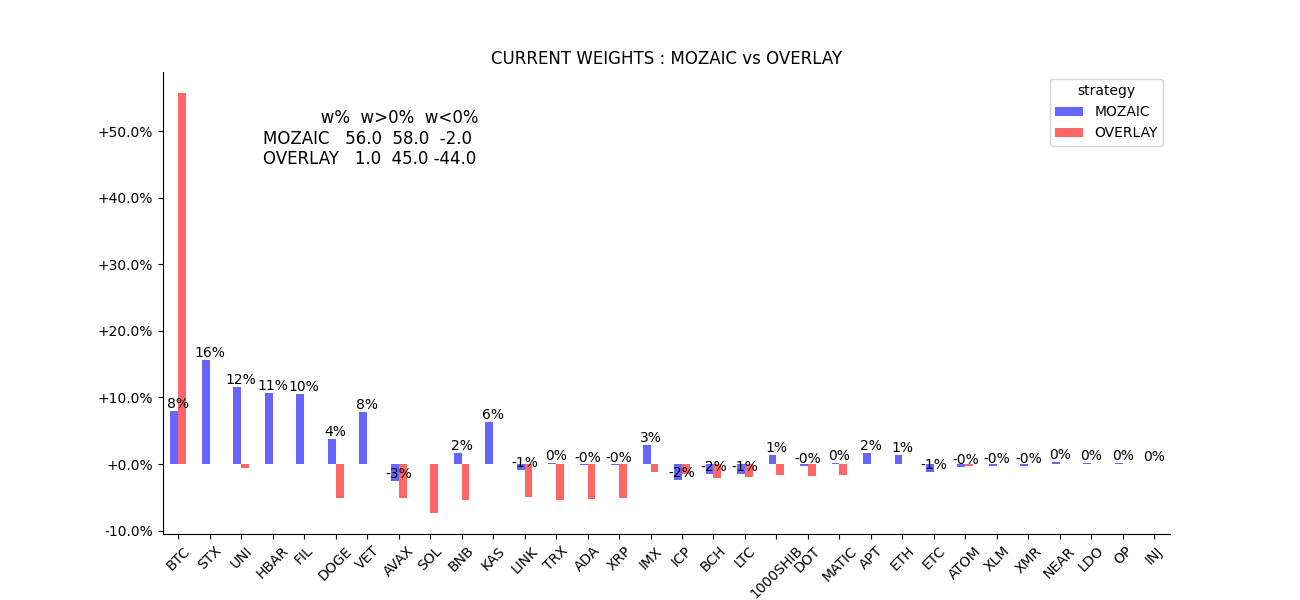 CURRENT WEIGHTS : MOZAIC vs OVERLAY
strategy
MOZAIC
OVERLAY
w% w>0% w<0%
MOZAIC 56.0 58.0 -2.0
OVERLAY 1.0 45.0 -44.0
+50.0%
+40.0%
+30.0%
+20.0%
+10.0%
+0.0%
-10.0%
8%
16%
12%
11%
10%
4%
8%
-3%
2%
6%
-1%
0%
-0%
-0%
3%
-2%
-2%
-1%
1%
-0%
0%
2%
1%
-1%
-0%
-0%
-0%
0%
0%
0%
0%
BTC
STX
UNI
HBAR
FIL
DOGE
VET
AVAX
SOL
BNB
KAS
LINK
TRX
ADA
XRP
IMX
ICP
BCH
LTC
1000SHIB
DOT
MATIC
APT
ETH
ETC
ATOM
XLM
XMR
NEAR
LDO
OP
INJ